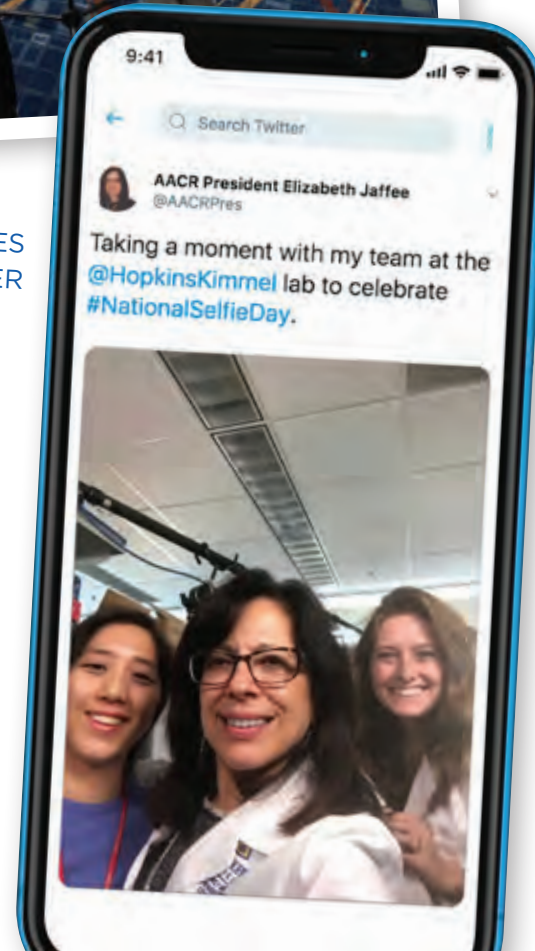 9:41
Search Twitter
AACR President Elizabeth Jaffee
@AACRPres
ES
ER
Taking a moment with my team at the
@HopkinsKimmel lab to celebrate
#NationalSelfieDay.